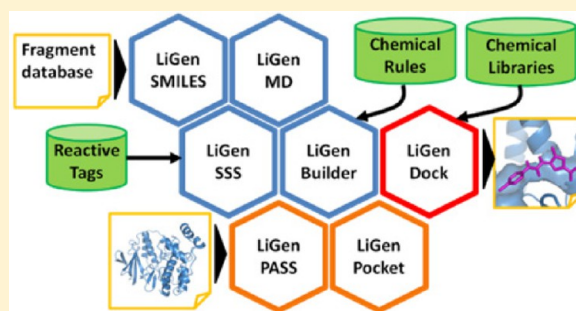 Fragment
database
LiGen
SMILES
LiGen
MD
Chemical
Rules
Chemical
Libraries
Reactive
Tags
LiGen
SSS
LiGen
Builder
LiGen
Dock
LiGen
PASS
LiGen
Pocket